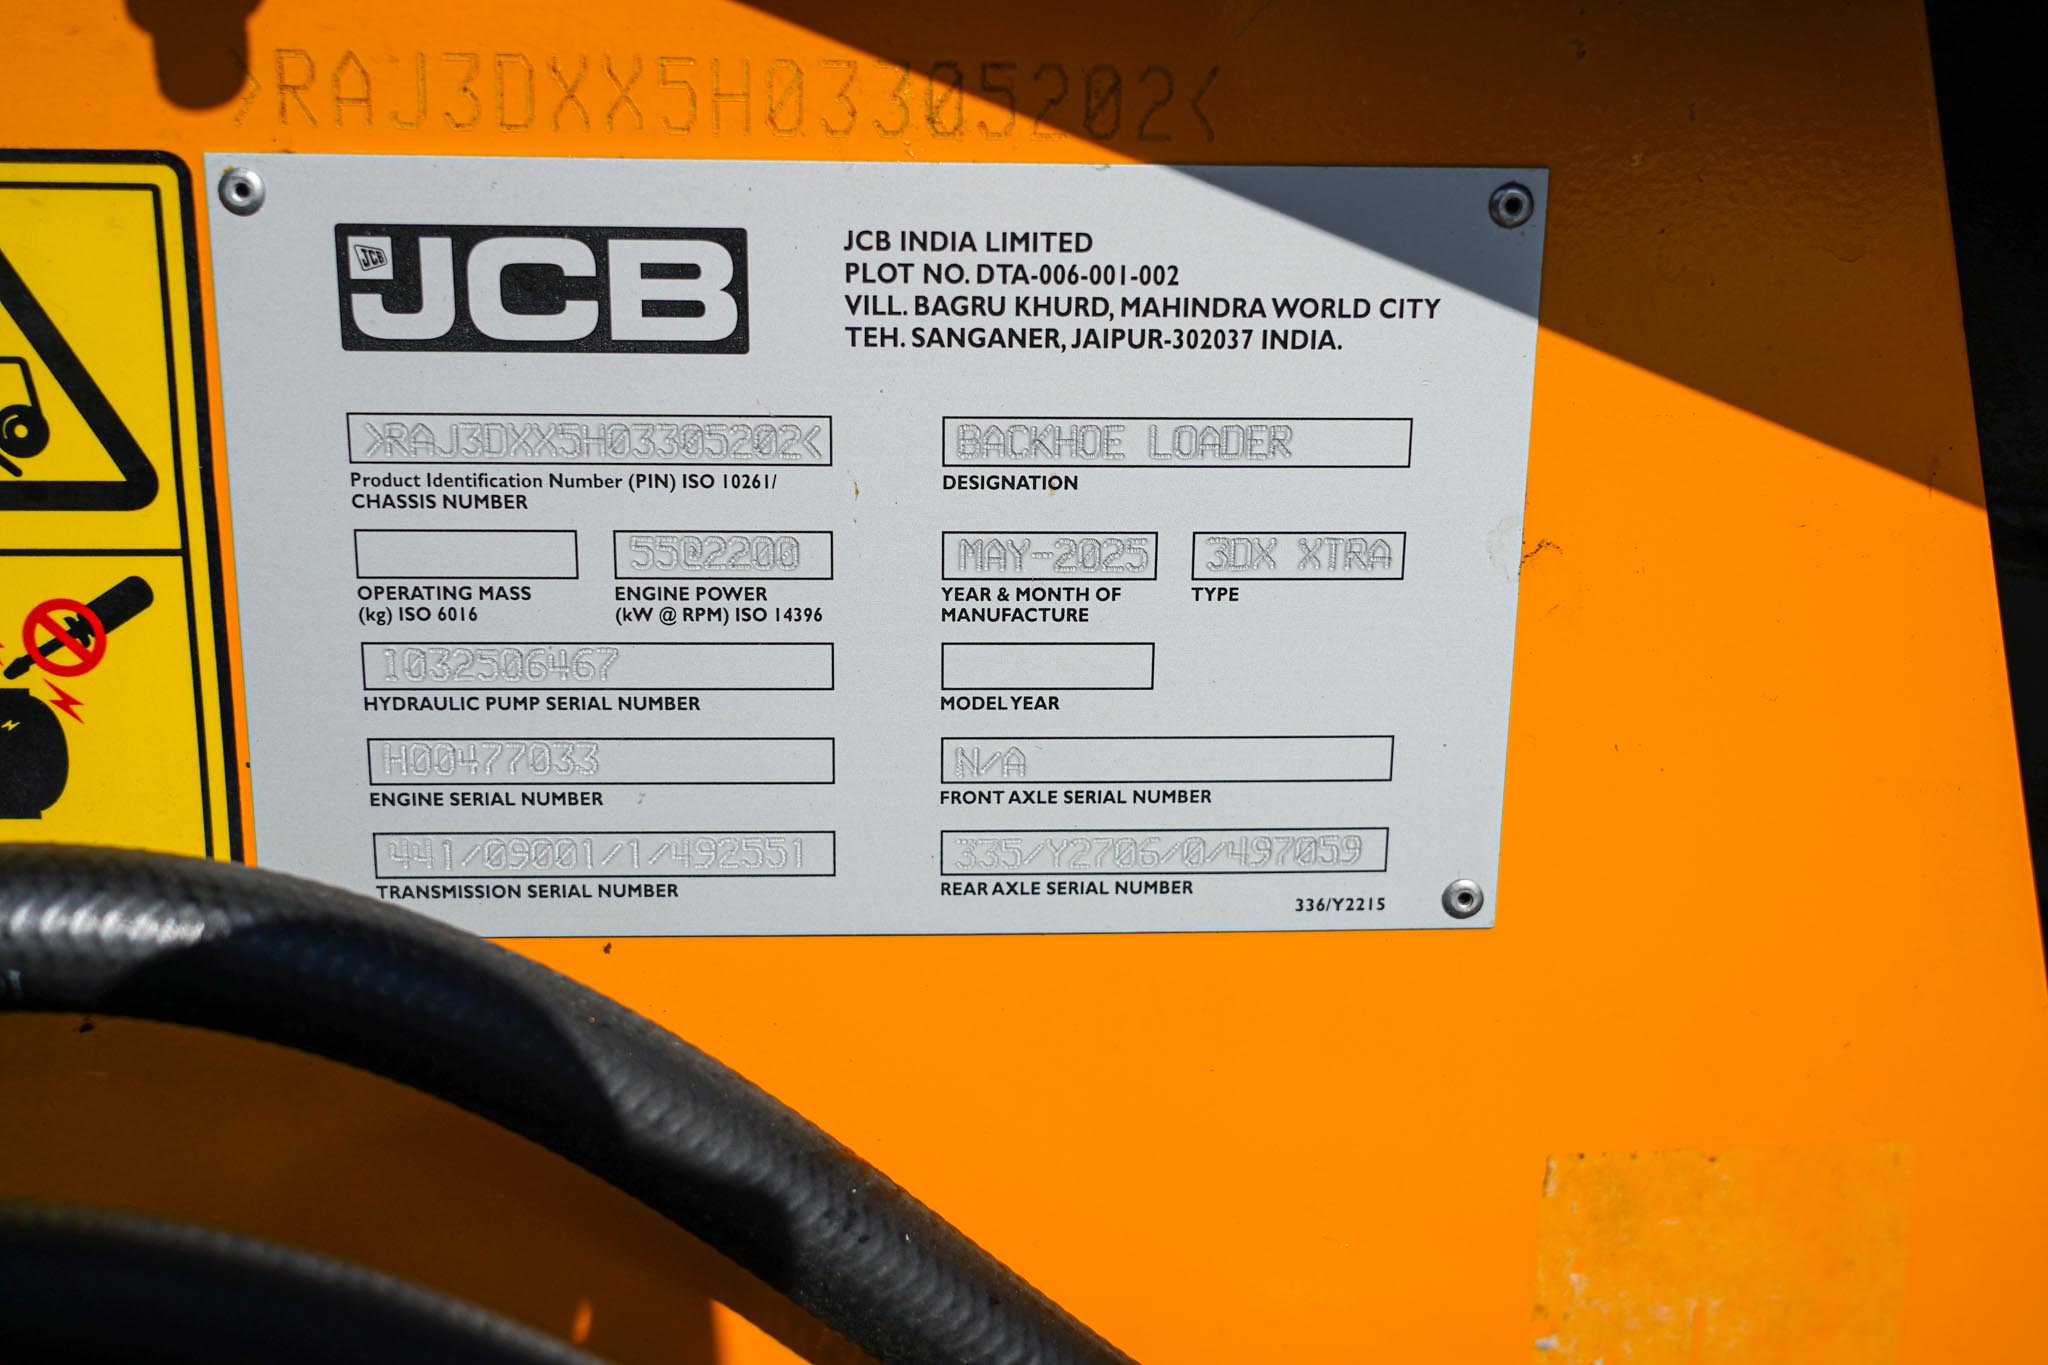 >RAJ3DXX5H03305202<
JCB
JCB
JCB INDIA LIMITED
PLOT NO. DTA-006-001-002
VILL. BAGRU KHURD, MAHINDRA WORLD CITY
TEH. SANGANER, JAIPUR-302037 INDIA.
>RAJ3DXX5H03305202<
Product Identification Number (PIN) ISO 10261/
CHASSIS NUMBER
BACKHOE LOADER
DESIGNATION
OPERATING MASS
(kg) ISO 6016
55@2200
ENGINE POWER
(kW @ RPM) ISO 14396
MAY-2025
YEAR & MONTH OF
MANUFACTURE
3DX XTRA
TYPE
1032506467
HYDRAULIC PUMP SERIAL NUMBER
MODEL YEAR
H00477033
ENGINE SERIAL NUMBER
N/A
FRONT AXLE SERIAL NUMBER
441/09001/1/492551
TRANSMISSION SERIAL NUMBER
335/Y2706/0/497059
REAR AXLE SERIAL NUMBER
336/Y2215